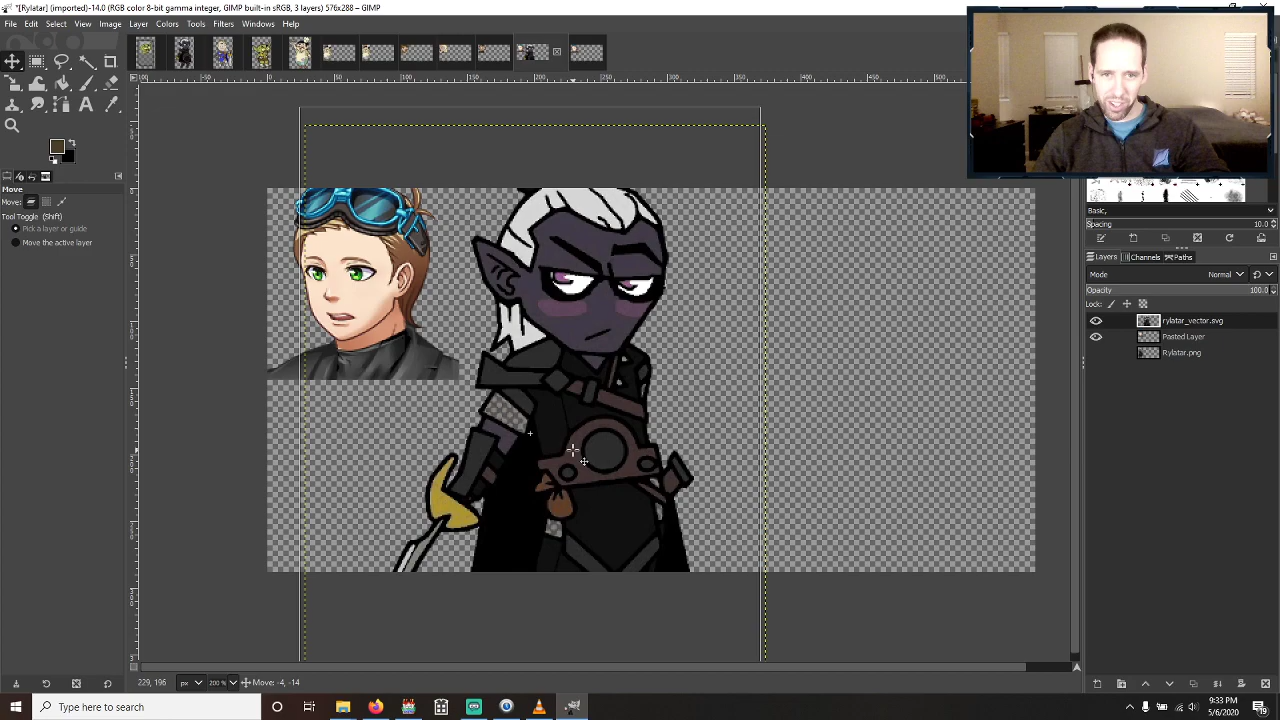 *[Rylatar] (imported)-14.0 (RGB color 8-bit gamma integer, GIMP built-in sRGB, 3 layers) 576x288 – GIMP
File Edit Select View Image Layer Colors Tools Filters Windows Help
Move
Move:
Tool Toggle (Shift)
Pick a layer or guide
Move the active layer
Basic,
Spacing 10.0
Layers Channels Paths
Mode Normal
Opacity 100.0
Lock:
rylatar_vector.svg
Pasted Layer
Rylatar.png
229, 196 px 200 % Move: -4, -14
Type here to search
9:33 PM
5/6/2020